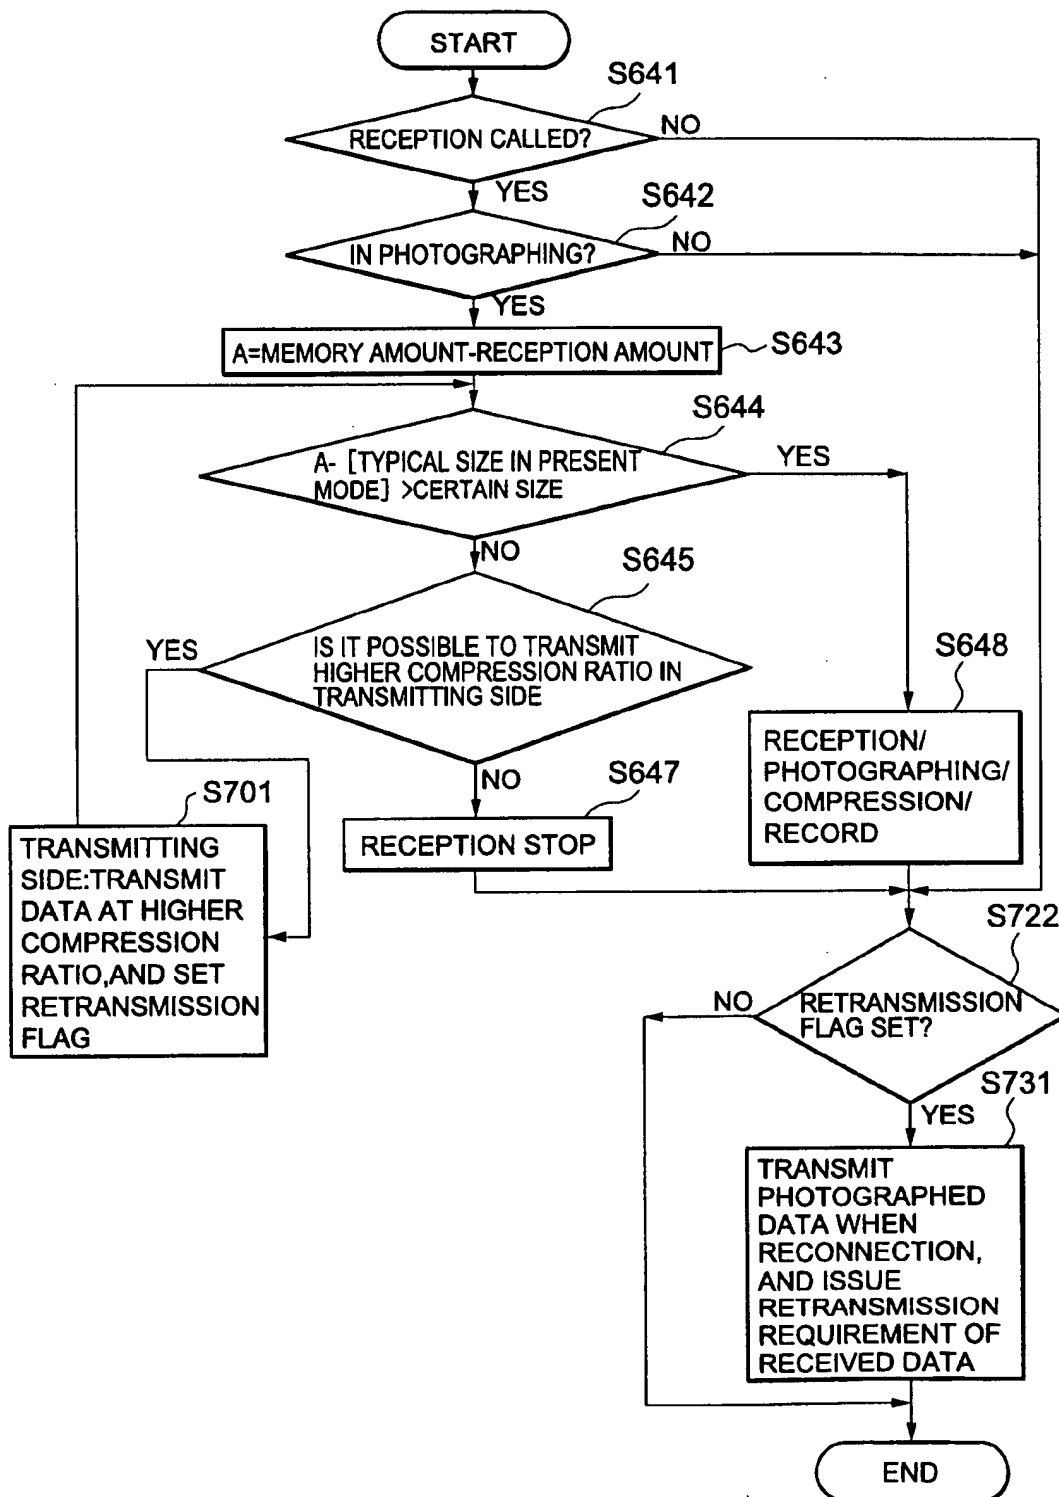 START
S641
RECEPTION CALLED?
NO
YES
S642
IN PHOTOGRAPHING?
NO
YES
A=MEMORY AMOUNT-RECEPTION AMOUNT
S643
S644
A- [TYPICAL SIZE IN PRESENT
MODE] >CERTAIN SIZE
YES
NO
S645
YES
IS IT POSSIBLE TO TRANSMIT
HIGHER COMPRESSION RATIO IN
TRANSMITTING SIDE
S648
RECEPTION/
PHOTOGRAPHING/
COMPRESSION/
RECORD
NO
S647
RECEPTION STOP
S701
TRANSMITTING
SIDE:TRANSMIT
DATA AT HIGHER
COMPRESSION
RATIO,AND SET
RETRANSMISSION
FLAG
S722
NO
RETRANSMISSION
FLAG SET?
YES
S731
TRANSMIT
PHOTOGRAPHED
DATA WHEN
RECONNECTION,
AND ISSUE
RETRANSMISSION
REQUIREMENT OF
RECEIVED DATA
END